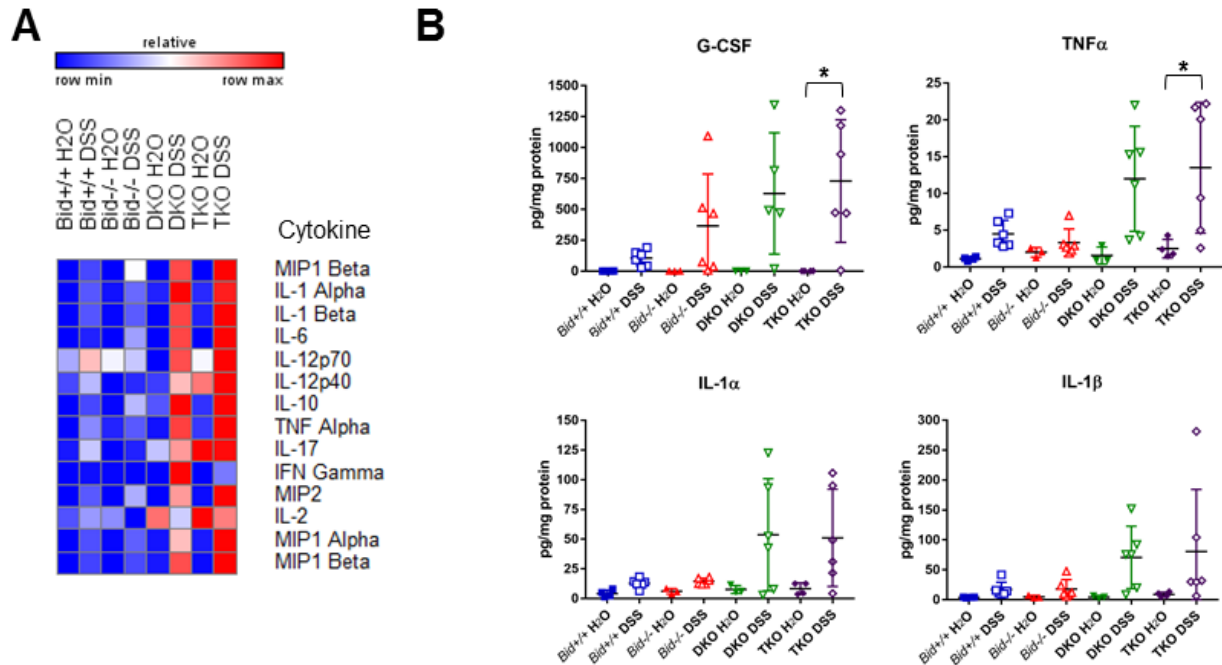 A
relative
row min row max
Bid+/+ H2O
Bid+/+ DSS
Bid-/- H2O
Bid-/- DSS
DKO H2O
DKO DSS
TKO H2O
TKO DSS
Cytokine
MIP1 Beta
IL-1 Alpha
IL-1 Beta
IL-6
IL-12p70
IL-12p40
IL-10
TNF Alpha
IL-17
IFN Gamma
MIP2
IL-2
MIP1 Alpha
MIP1 Beta
B
G-CSF
*
pg/mg protein
1500
1250
1000
750
500
250
0
Bid+/+ H2O
Bid+/+ DSS
Bid-/- H2O
Bid-/- DSS
DKO H2O
DKO DSS
TKO H2O
TKO DSS
TNFα
*
pg/mg protein
25
20
15
10
5
0
Bid+/+ H2O
Bid+/+ DSS
Bid-/- H2O
Bid-/- DSS
DKO H2O
DKO DSS
TKO H2O
TKO DSS
IL-1α
pg/mg protein
150
125
100
75
50
25
0
Bid+/+ H2O
Bid+/+ DSS
Bid-/- H2O
Bid-/- DSS
DKO H2O
DKO DSS
TKO H2O
TKO DSS
IL-1β
pg/mg protein
300
250
200
150
100
50
0
Bid+/+ H2O
Bid+/+ DSS
Bid-/- H2O
Bid-/- DSS
DKO H2O
DKO DSS
TKO H2O
TKO DSS